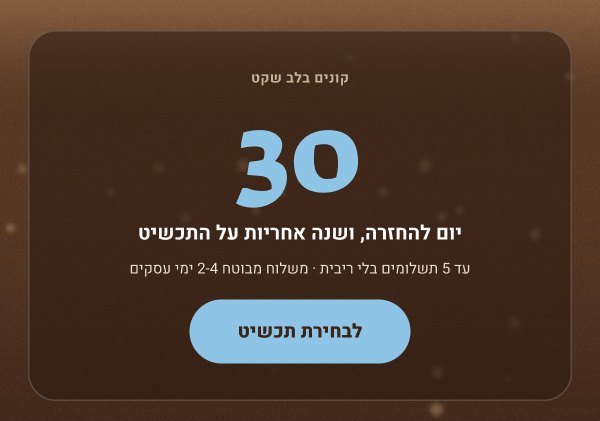 קונים בלב שקט
30
יום להחזרה, ושנה אחריות על התכשיט
עד 5 תשלומים בלי ריבית · משלוח מבוטח 2-4 ימי עסקים
לבחירת תכשיט